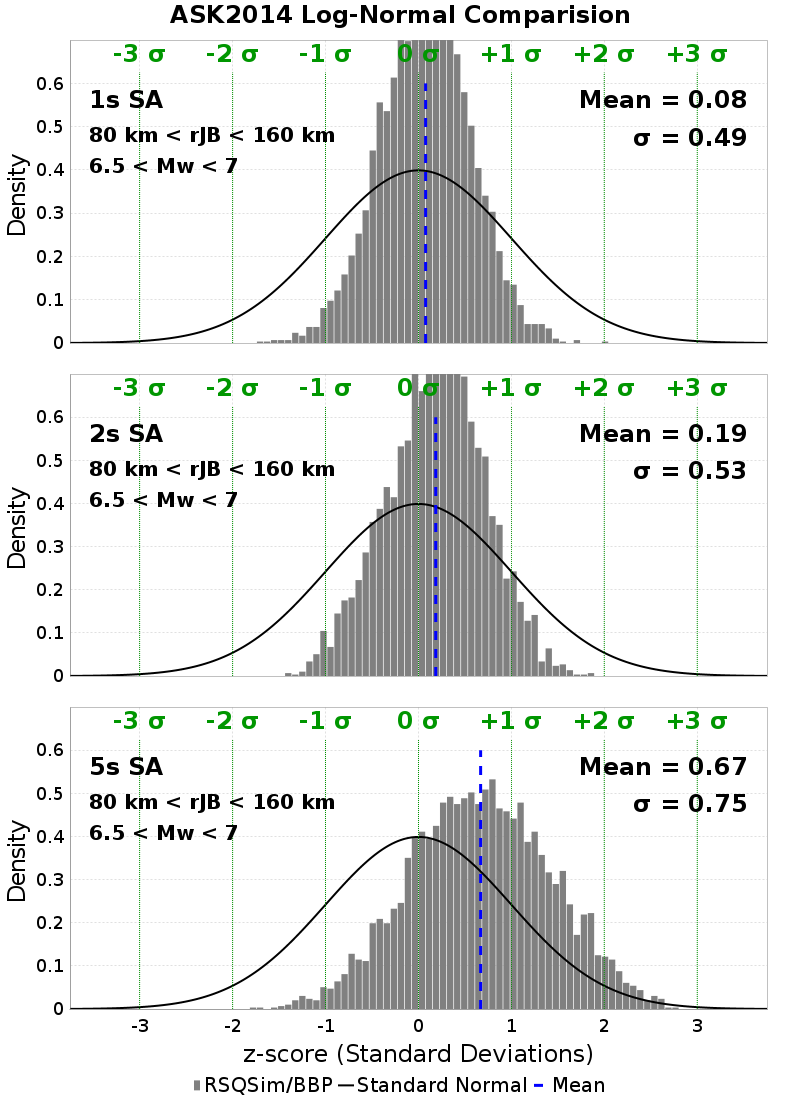 ASK2014 Log-Normal Comparision
-3 σ -2 σ -1 σ 0 σ +1 σ +2 σ +3 σ
1s SA
80 km < rJB < 160 km
6.5 < Mw < 7
Mean = 0.08
σ = 0.49
Density
0.6
0.5
0.4
0.3
0.2
0.1
0
-3 σ -2 σ -1 σ 0 σ +1 σ +2 σ +3 σ
2s SA
80 km < rJB < 160 km
6.5 < Mw < 7
Mean = 0.19
σ = 0.53
Density
0.6
0.5
0.4
0.3
0.2
0.1
0
-3 σ -2 σ -1 σ 0 σ +1 σ +2 σ +3 σ
5s SA
80 km < rJB < 160 km
6.5 < Mw < 7
Mean = 0.67
σ = 0.75
Density
0.6
0.5
0.4
0.3
0.2
0.1
0
-3 -2 -1 0 1 2 3
z-score (Standard Deviations)
RSQSim/BBP Standard Normal Mean